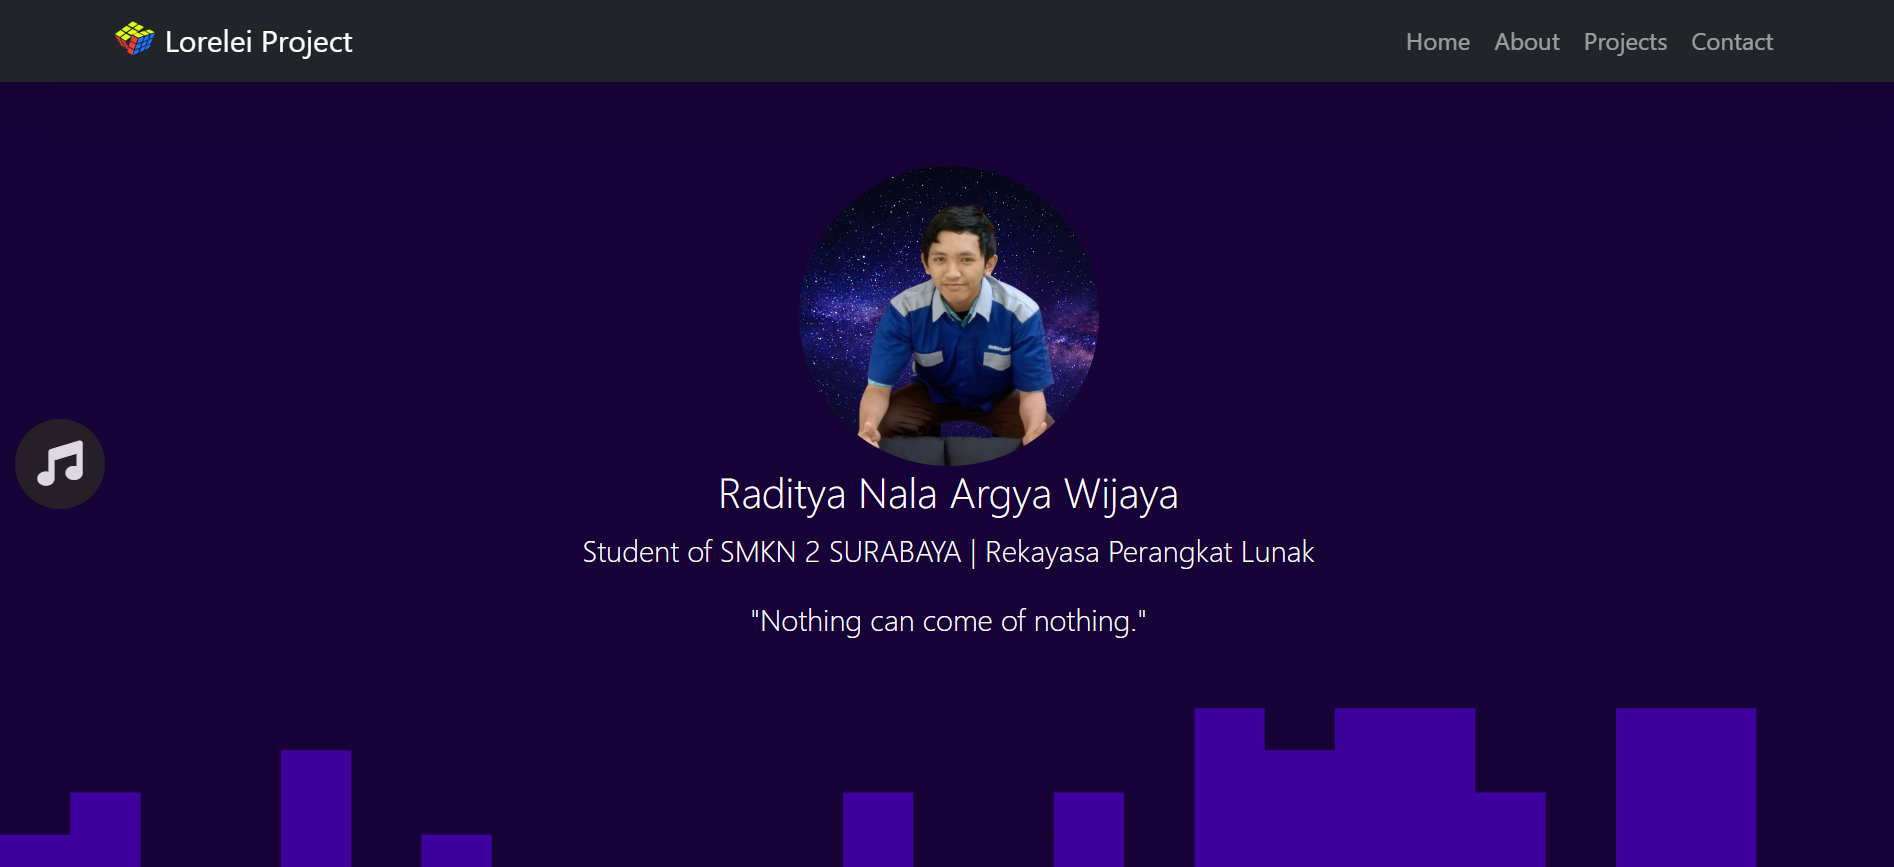 Lorelei Project
Home About Projects Contact
Raditya Nala Argya Wijaya
Student of SMKN 2 SURABAYA | Rekayasa Perangkat Lunak
"Nothing can come of nothing."